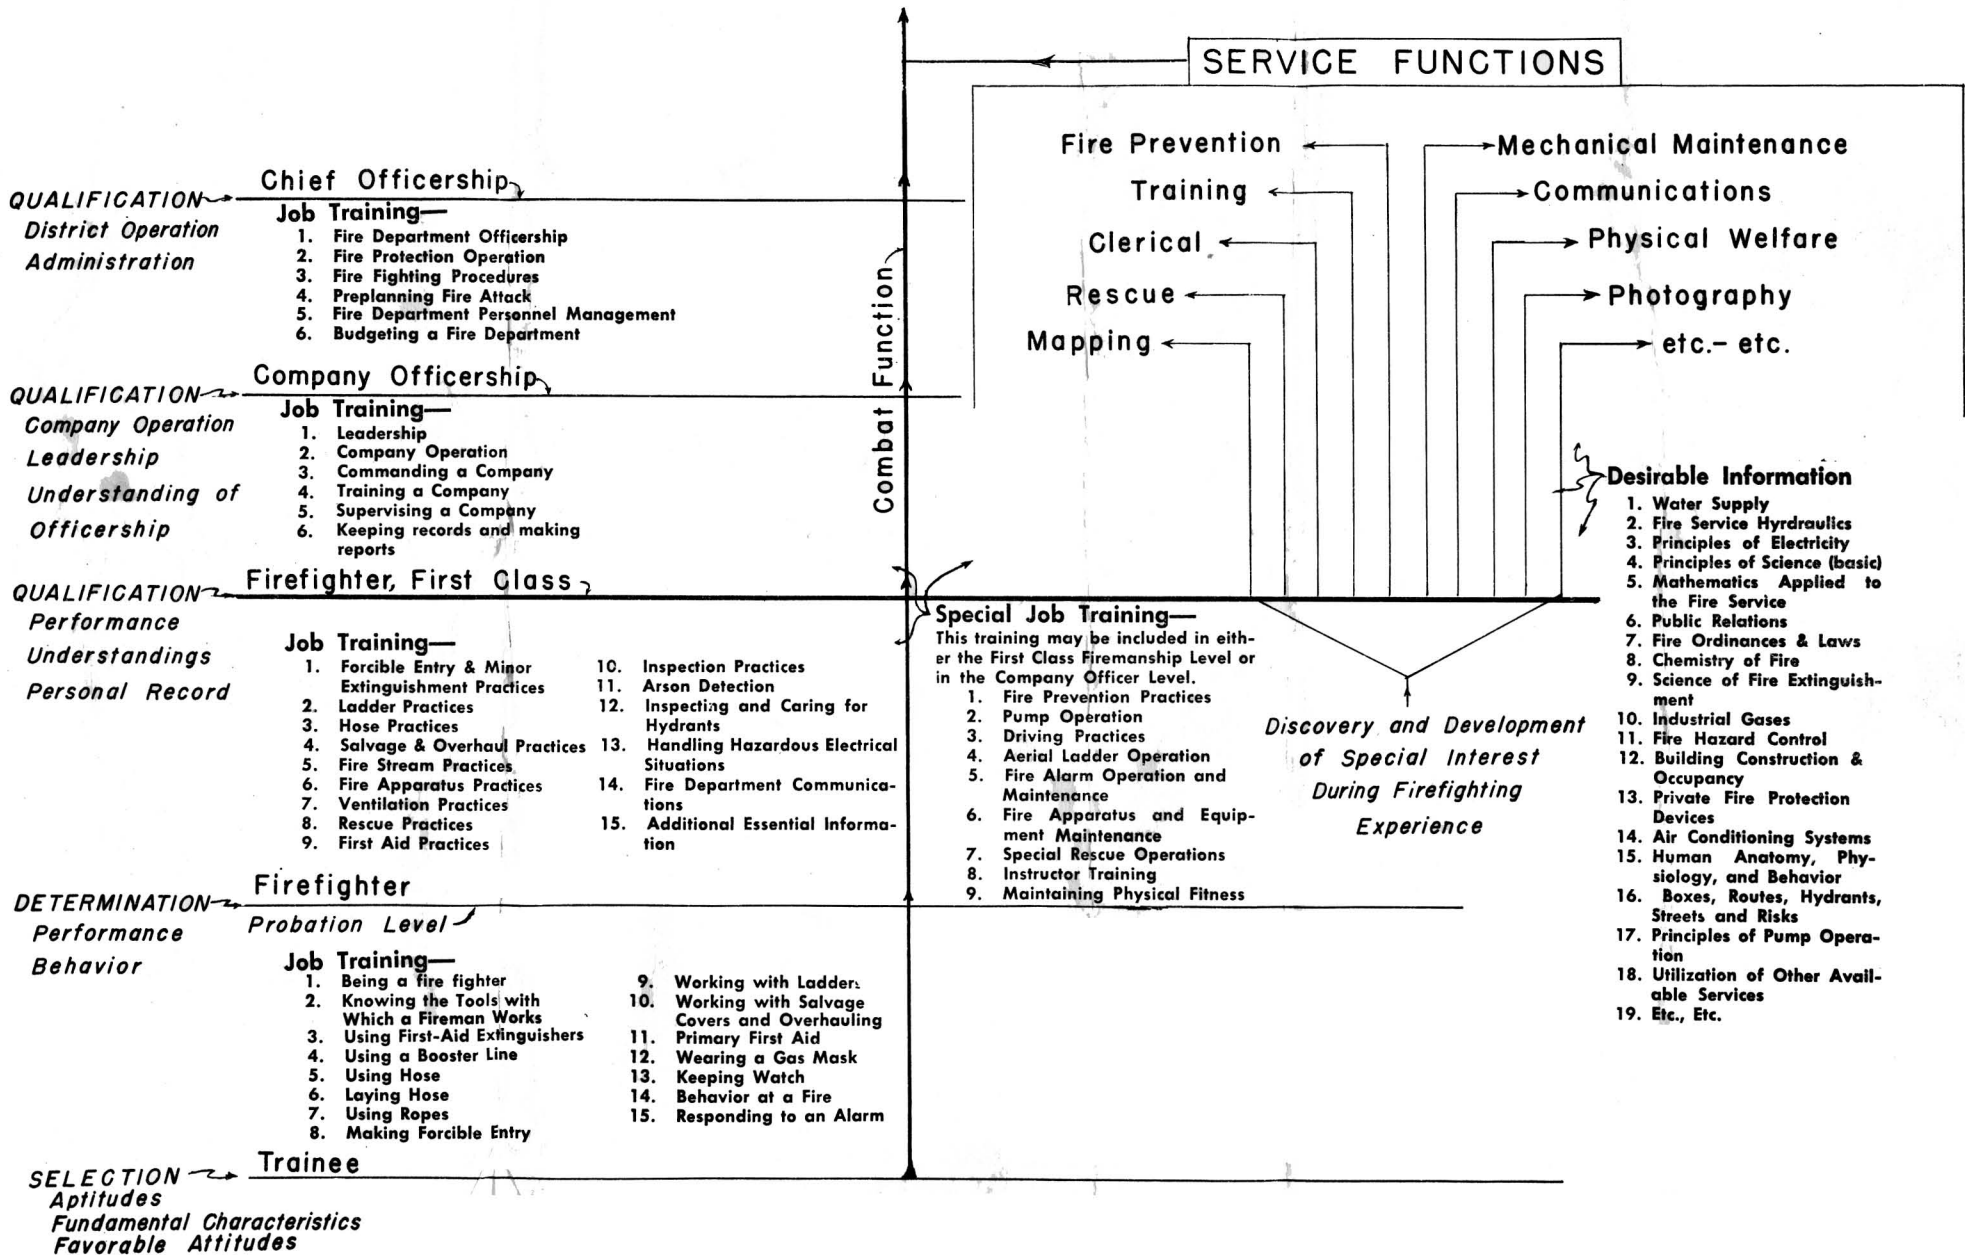 SERVICE FUNCTIONS
Fire Prevention
Training
Clerical
Rescue
Mapping
Mechanical Maintenance
Communications
Physical Welfare
Photography
etc.- etc.
Combat Function
QUALIFICATION
District Operation
Administration
Chief Officership
Job Training—
1. Fire Department Officership
2. Fire Protection Operation
3. Fire Fighting Procedures
4. Preplanning Fire Attack
5. Fire Department Personnel Management
6. Budgeting a Fire Department
QUALIFICATION
Company Operation
Leadership
Understanding of
Officership
Company Officership
Job Training—
1. Leadership
2. Company Operation
3. Commanding a Company
4. Training a Company
5. Supervising a Company
6. Keeping records and making
reports
QUALIFICATION
Performance
Understandings
Personal Record
Firefighter, First Class
Job Training—
1. Forcible Entry & Minor
Extinguishment Practices
2. Ladder Practices
3. Hose Practices
4. Salvage & Overhaul Practices
5. Fire Stream Practices
6. Fire Apparatus Practices
7. Ventilation Practices
8. Rescue Practices
9. First Aid Practices
10. Inspection Practices
11. Arson Detection
12. Inspecting and Caring for
Hydrants
13. Handling Hazardous Electrical
Situations
14. Fire Department Communica-
tions
15. Additional Essential Informa-
tion
Special Job Training—
This training may be included in eith-
er the First Class Firemanship Level or
in the Company Officer Level.
1. Fire Prevention Practices
2. Pump Operation
3. Driving Practices
4. Aerial Ladder Operation
5. Fire Alarm Operation and
Maintenance
6. Fire Apparatus and Equip-
ment Maintenance
7. Special Rescue Operations
8. Instructor Training
9. Maintaining Physical Fitness
Discovery and Development
of Special Interest
During Firefighting
Experience
Desirable Information
1. Water Supply
2. Fire Service Hyrdraulics
3. Principles of Electricity
4. Principles of Science (basic)
5. Mathematics Applied to
the Fire Service
6. Public Relations
7. Fire Ordinances & Laws
8. Chemistry of Fire
9. Science of Fire Extinguish-
ment
10. Industrial Gases
11. Fire Hazard Control
12. Building Construction &
Occupancy
13. Private Fire Protection
Devices
14. Air Conditioning Systems
15. Human Anatomy, Phy-
siology, and Behavior
16. Boxes, Routes, Hydrants,
Streets and Risks
17. Principles of Pump Opera-
tion
18. Utilization of Other Avail-
able Services
19. Etc., Etc.
DETERMINATION
Performance
Behavior
Firefighter
Probation Level
Job Training—
1. Being a fire fighter
2. Knowing the Tools with
Which a Fireman Works
3. Using First-Aid Extinguishers
4. Using a Booster Line
5. Using Hose
6. Laying Hose
7. Using Ropes
8. Making Forcible Entry
9. Working with Ladders
10. Working with Salvage
Covers and Overhauling
11. Primary First Aid
12. Wearing a Gas Mask
13. Keeping Watch
14. Behavior at a Fire
15. Responding to an Alarm
SELECTION
Aptitudes
Fundamental Characteristics
Favorable Attitudes
Trainee